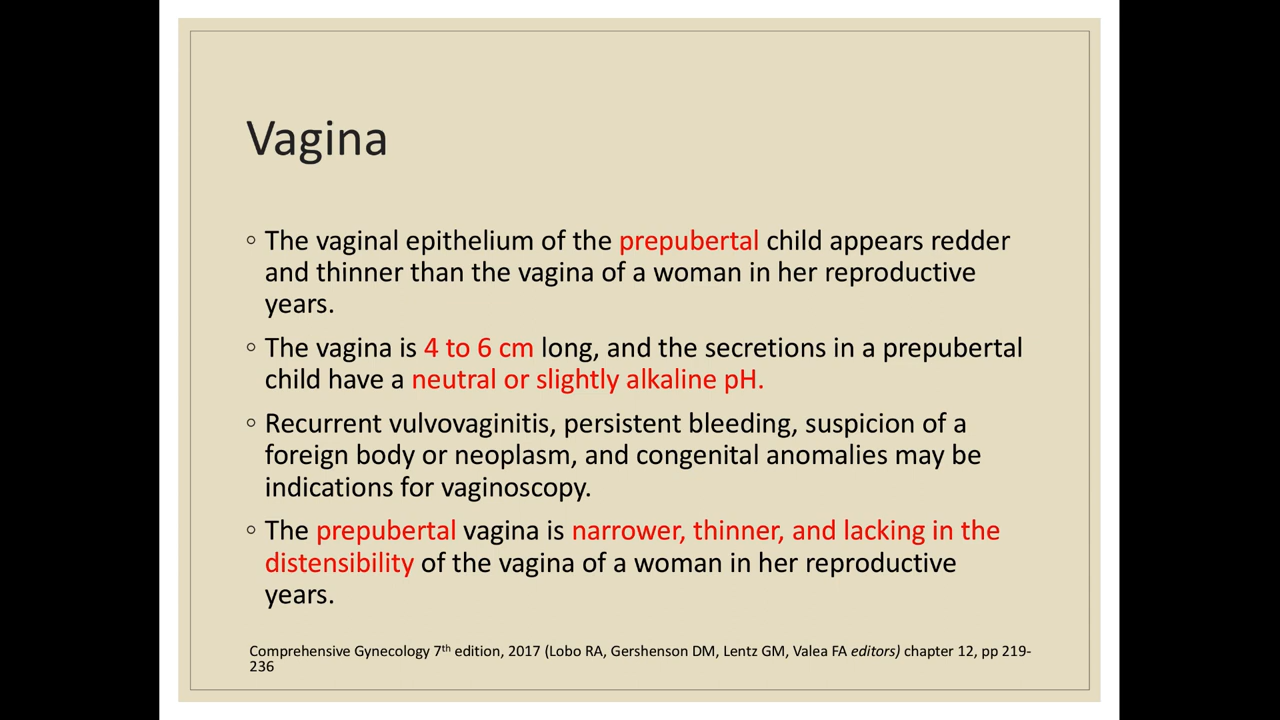 Vagina
◦ The vaginal epithelium of the prepubertal child appears redder
and thinner than the vagina of a woman in her reproductive
years.
◦ The vagina is 4 to 6 cm long, and the secretions in a prepubertal
child have a neutral or slightly alkaline pH.
◦ Recurrent vulvovaginitis, persistent bleeding, suspicion of a
foreign body or neoplasm, and congenital anomalies may be
indications for vaginoscopy.
◦ The prepubertal vagina is narrower, thinner, and lacking in the
distensibility of the vagina of a woman in her reproductive
years.
Comprehensive Gynecology 7th edition, 2017 (Lobo RA, Gershenson DM, Lentz GM, Valea FA editors) chapter 12, pp 219-
236